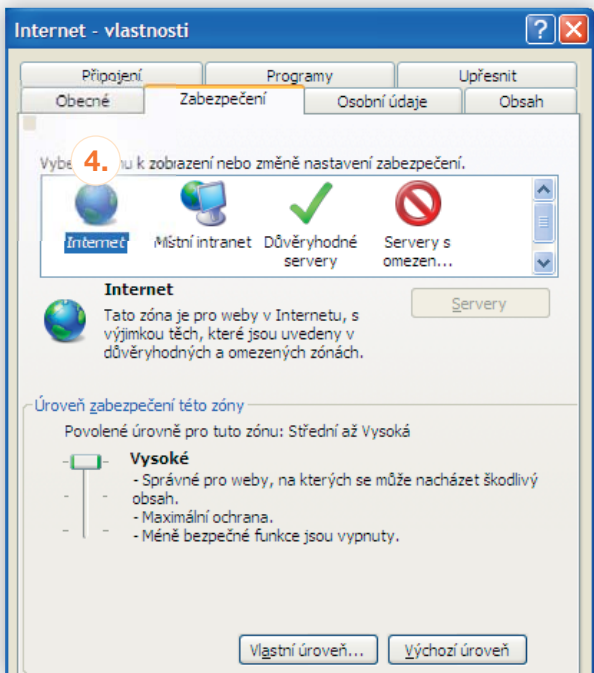 Internet - vlastnosti
Připojení Programy Upřesnit
Obecné Zabezpečení Osobní údaje Obsah
4.
Vybe nu k zobrazení nebo změně nastavení zabezpečení.
Internet Místní intranet Důvěryhodné servery Servery s omezen...
Internet
Servery
Tato zóna je pro weby v Internetu, s
výjimkou těch, které jsou uvedeny v
důvěryhodných a omezených zónách.
Úroveň zabezpečení této zóny
Povolené úrovně pro tuto zónu: Střední až Vysoká
Vysoké
- Správné pro weby, na kterých se může nacházet škodlivý
obsah.
- Maximální ochrana.
- Méně bezpečné funkce jsou vypnuty.
Vlastní úroveň... Výchozí úroveň